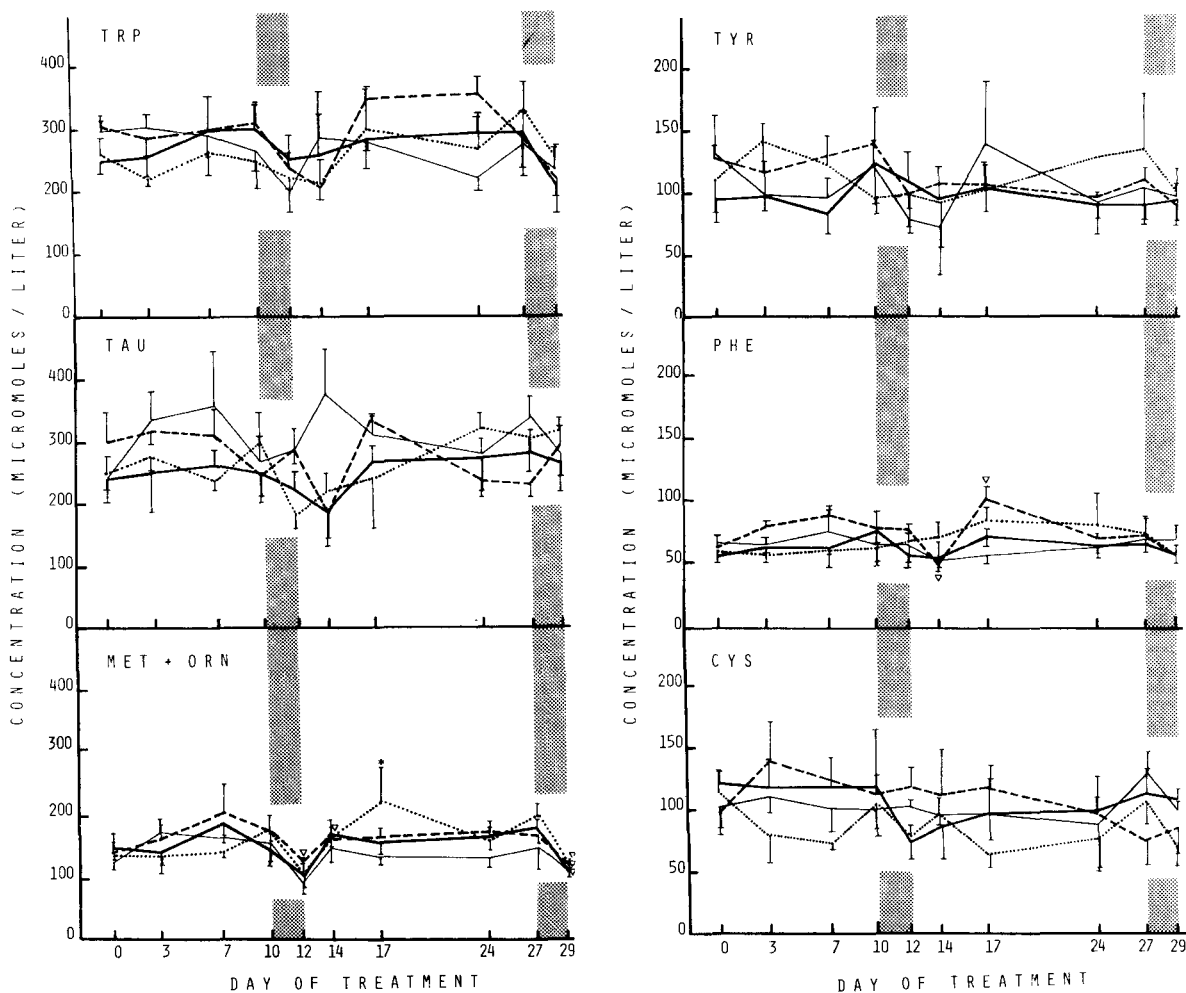 TRP
400
300
200
100
0
TAU
400
300
200
100
0
MET + ORN
400
300
200
100
0
CONCENTRATION (MICROMOLES / LITER)
0 3 7 10 12 14 17 24 27 29
DAY OF TREATMENT
TYR
200
150
100
50
0
PHE
200
150
100
50
0
CYS
200
150
100
50
0
CONCENTRATION (MICROMOLES / LITER)
0 3 7 10 12 14 17 24 27 29
DAY OF TREATMENT
*